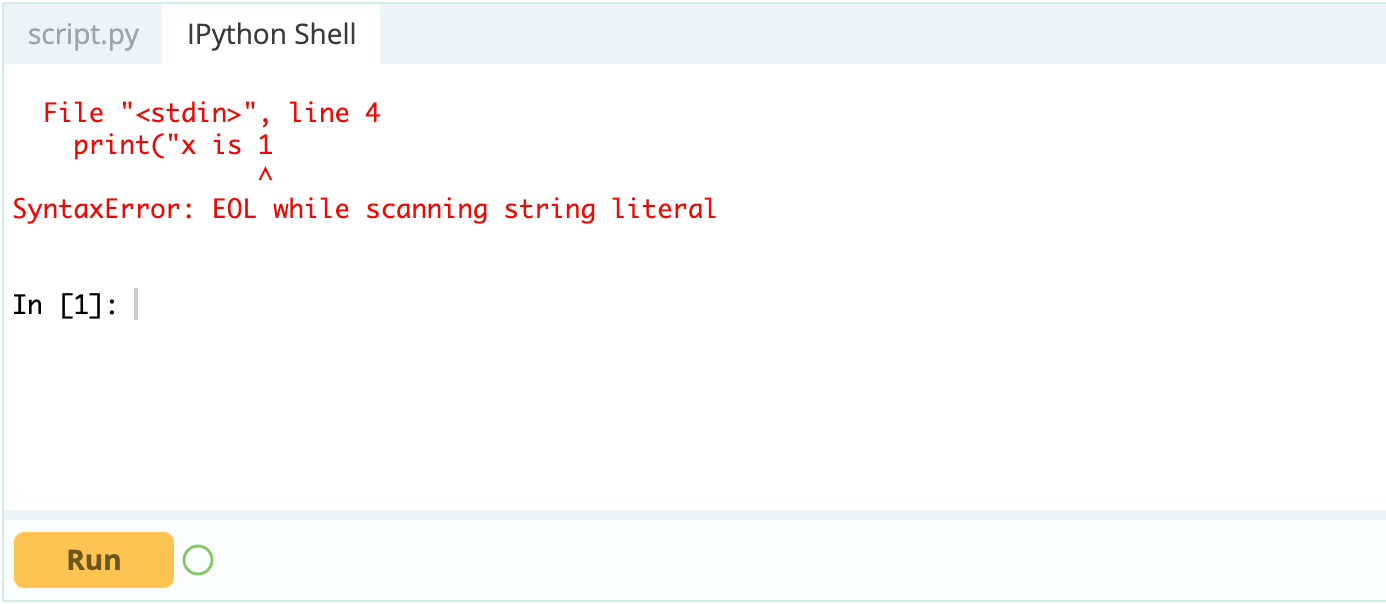 script.py IPython Shell
File "<stdin>", line 4
print("x is 1
^
SyntaxError: EOL while scanning string literal
In [1]:
Run